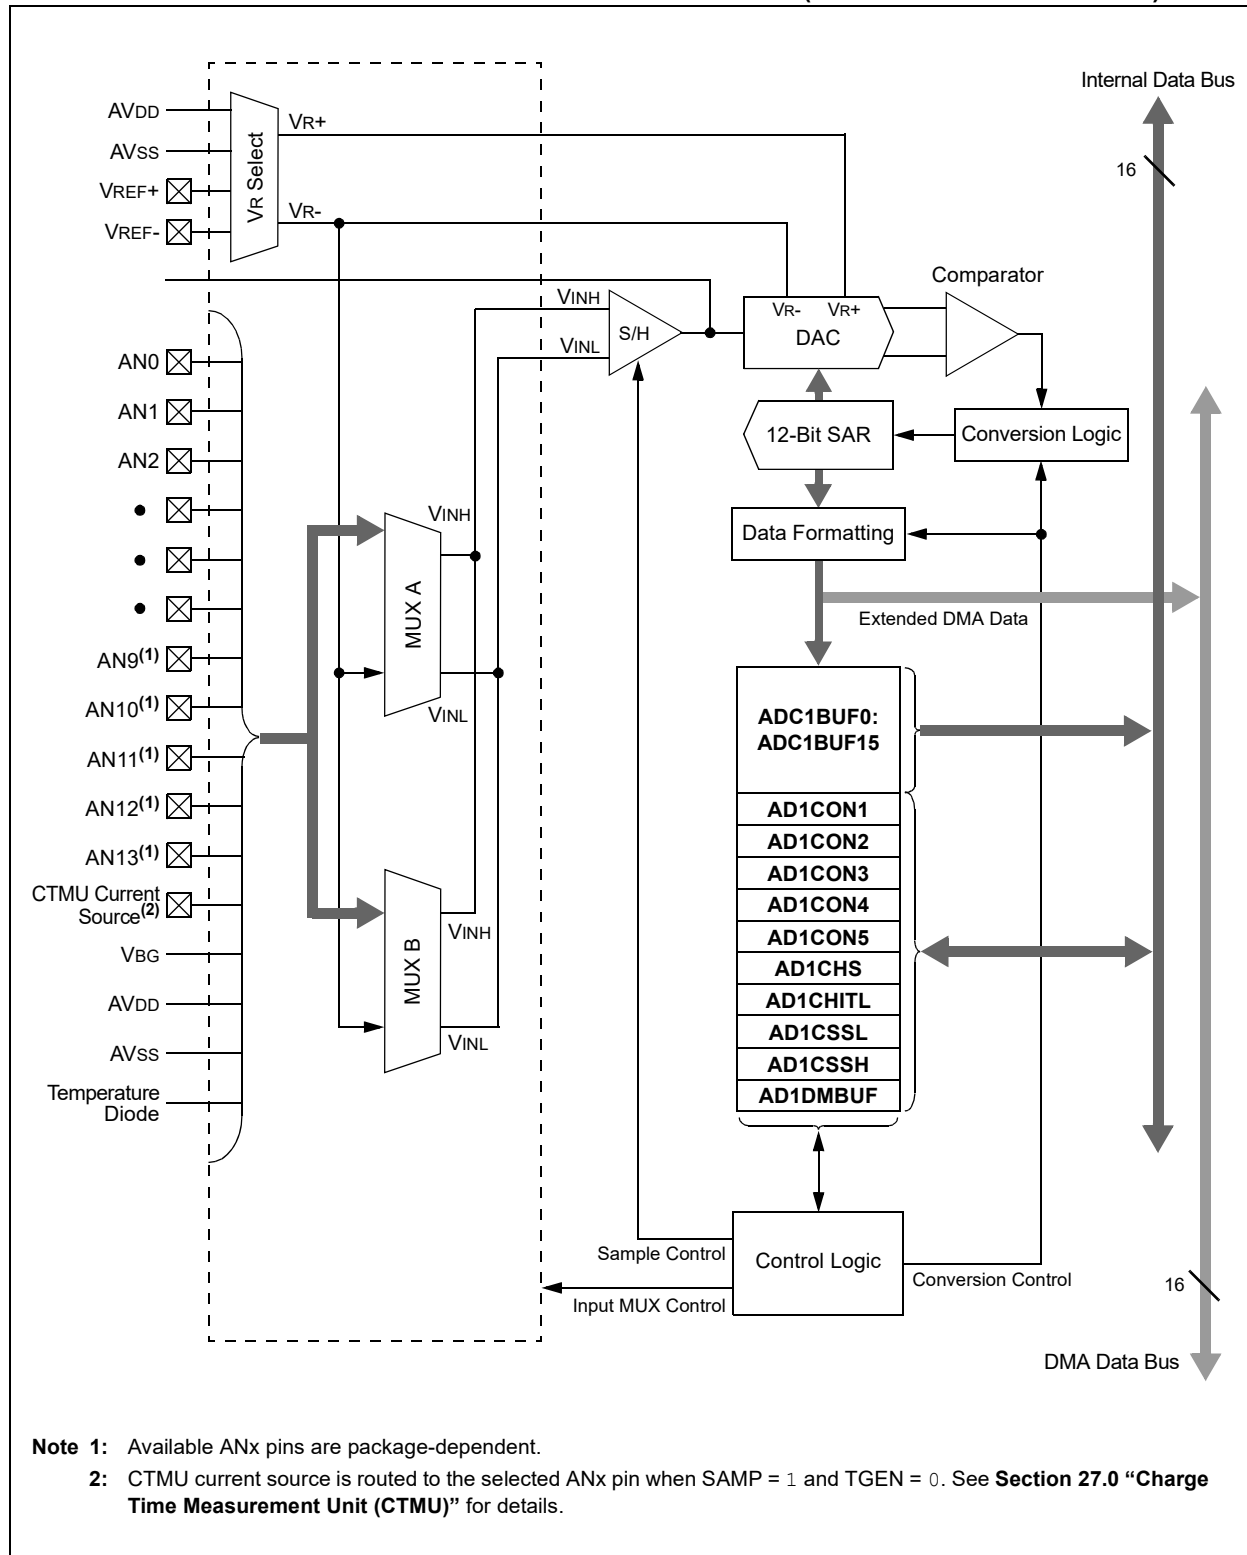 Internal Data Bus
AVDD
AVSS
VREF+
VREF-
VR Select
VR+
VR-
16
Comparator
VINH
VINL
S/H
VR- VR+
DAC
AN0
AN1
AN2
•
•
•
AN9(1)
AN10(1)
AN11(1)
AN12(1)
AN13(1)
CTMU Current
Source(2)
VBG
AVDD
AVSS
Temperature
Diode
VINH
MUX A
VINL
MUX B
VINH
VINL
12-Bit SAR
Conversion Logic
Data Formatting
Extended DMA Data
ADC1BUF0:
ADC1BUF15
AD1CON1
AD1CON2
AD1CON3
AD1CON4
AD1CON5
AD1CHS
AD1CHITL
AD1CSSL
AD1CSSH
AD1DMBUF
Sample Control
Control Logic
Conversion Control
Input MUX Control
16
DMA Data Bus
Note 1: Available ANx pins are package-dependent.
2: CTMU current source is routed to the selected ANx pin when SAMP = 1 and TGEN = 0. See Section 27.0 “Charge
Time Measurement Unit (CTMU)” for details.